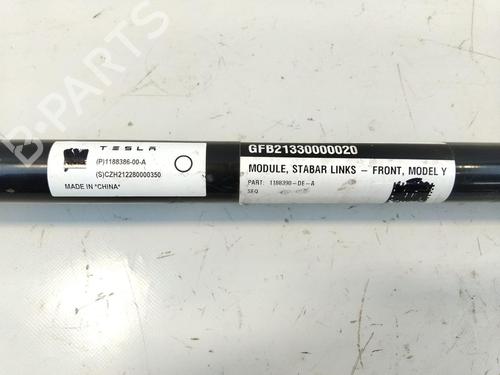 B-PARTS
TESLA
(P)1188386-00-A
(S)CZH212280000350
MADE IN "CHINA"
GFB21330000020
MODULE, STABAR LINKS - FRONT, MODEL Y
PART: 1188390-DE-A
SEQ